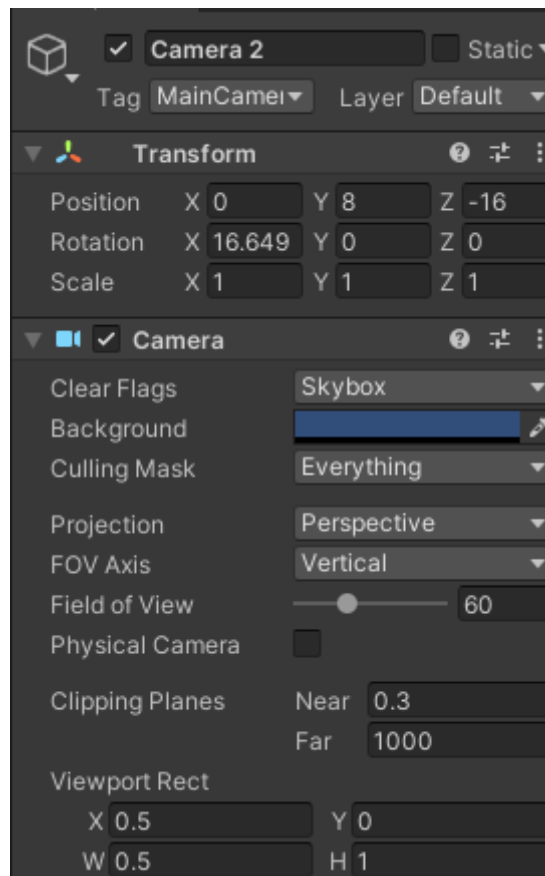 Camera 2 Static
Tag MainCamer Layer Default
Transform
Position X 0 Y 8 Z -16
Rotation X 16.649 Y 0 Z 0
Scale X 1 Y 1 Z 1
Camera
Clear Flags Skybox
Background
Culling Mask Everything
Projection Perspective
FOV Axis Vertical
Field of View 60
Physical Camera
Clipping Planes Near 0.3
Far 1000
Viewport Rect
X 0.5 Y 0
W 0.5 H 1